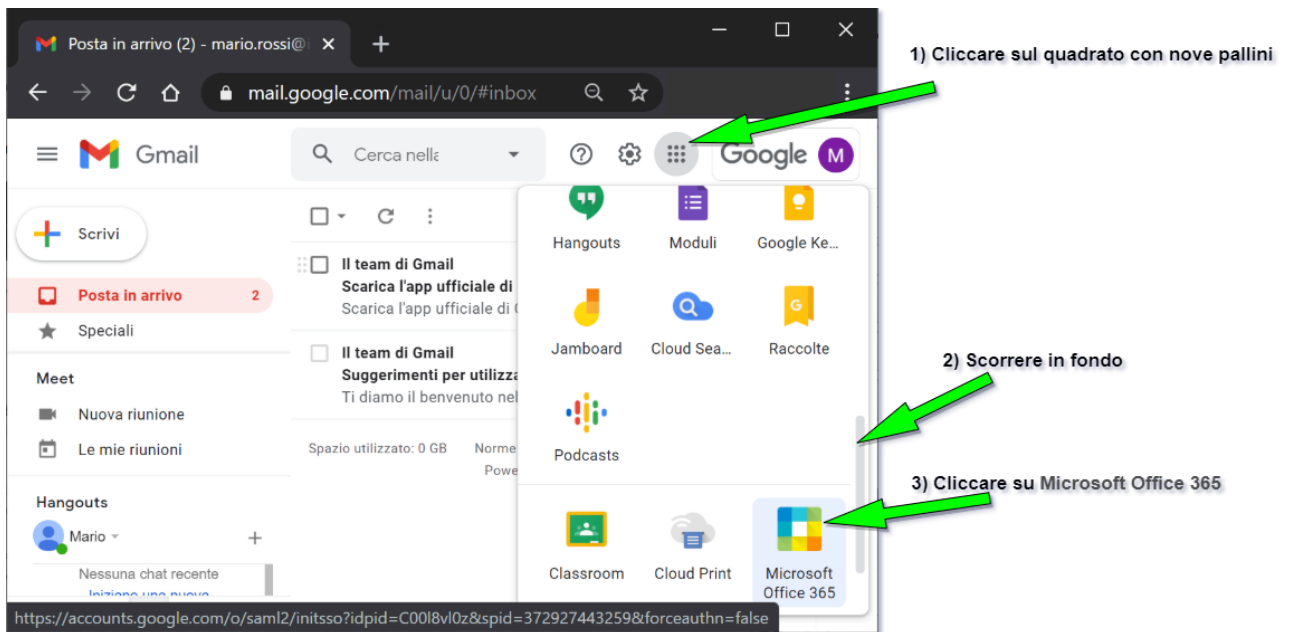 Posta in arrivo (2) - mario.rossi@
1) Cliccare sul quadrato con nove pallini
mail.google.com/mail/u/0/#inbox
Gmail
Cerca nella
Google M
Scrivi
Hangouts Moduli Google Ke...
Il team di Gmail
Scarica l'app ufficiale di
Scarica l'app ufficiale di
Posta in arrivo 2
Speciali
Jamboard Cloud Sea... Raccolte
Il team di Gmail
Suggerimenti per utilizza
Ti diamo il benvenuto nel
2) Scorrere in fondo
Meet
Nuova riunione
Le mie riunioni
Spazio utilizzato: 0 GB Norme
Powe
Podcasts
3) Cliccare su Microsoft Office 365
Hangouts
Mario
Nessuna chat recente
Iniziane una nuova
Classroom Cloud Print Microsoft
Office 365
https://accounts.google.com/o/saml2/initsso?idpid=C00l8vl0z&spid=372927443259&forceauthn=false